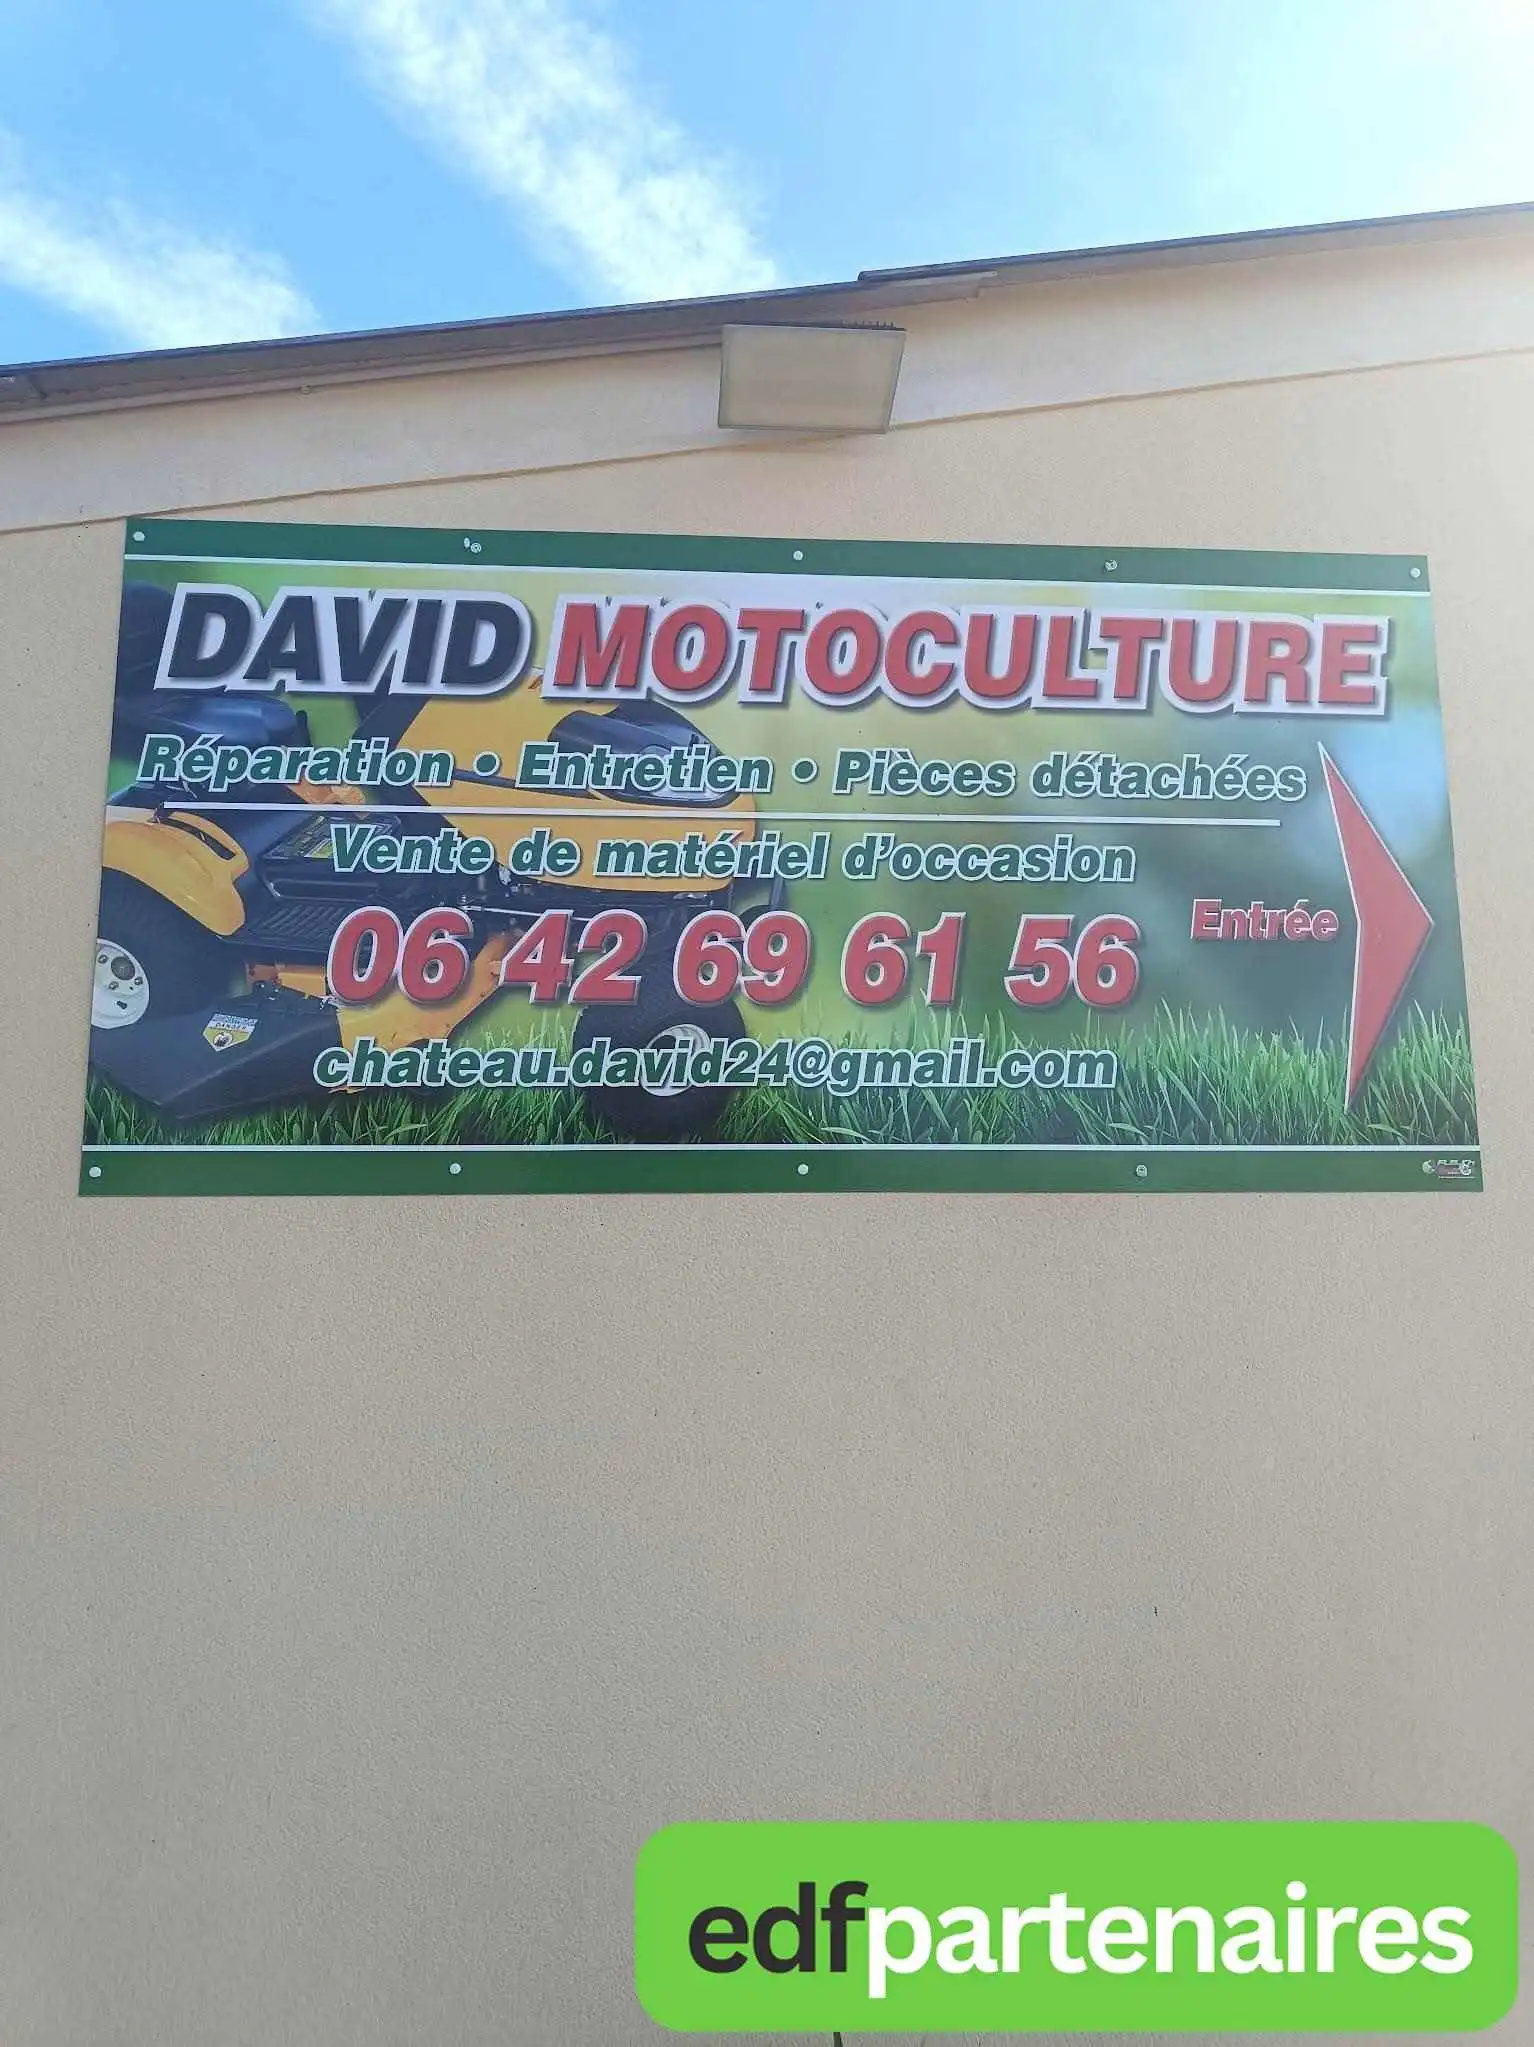 DAVID MOTOCULTURE
Réparation • Entretien • Pièces détachées
Vente de matériel d'occasion
06 42 69 61 56
Entrée
chateau.david24@gmail.com
DANGER
edfpartenaires